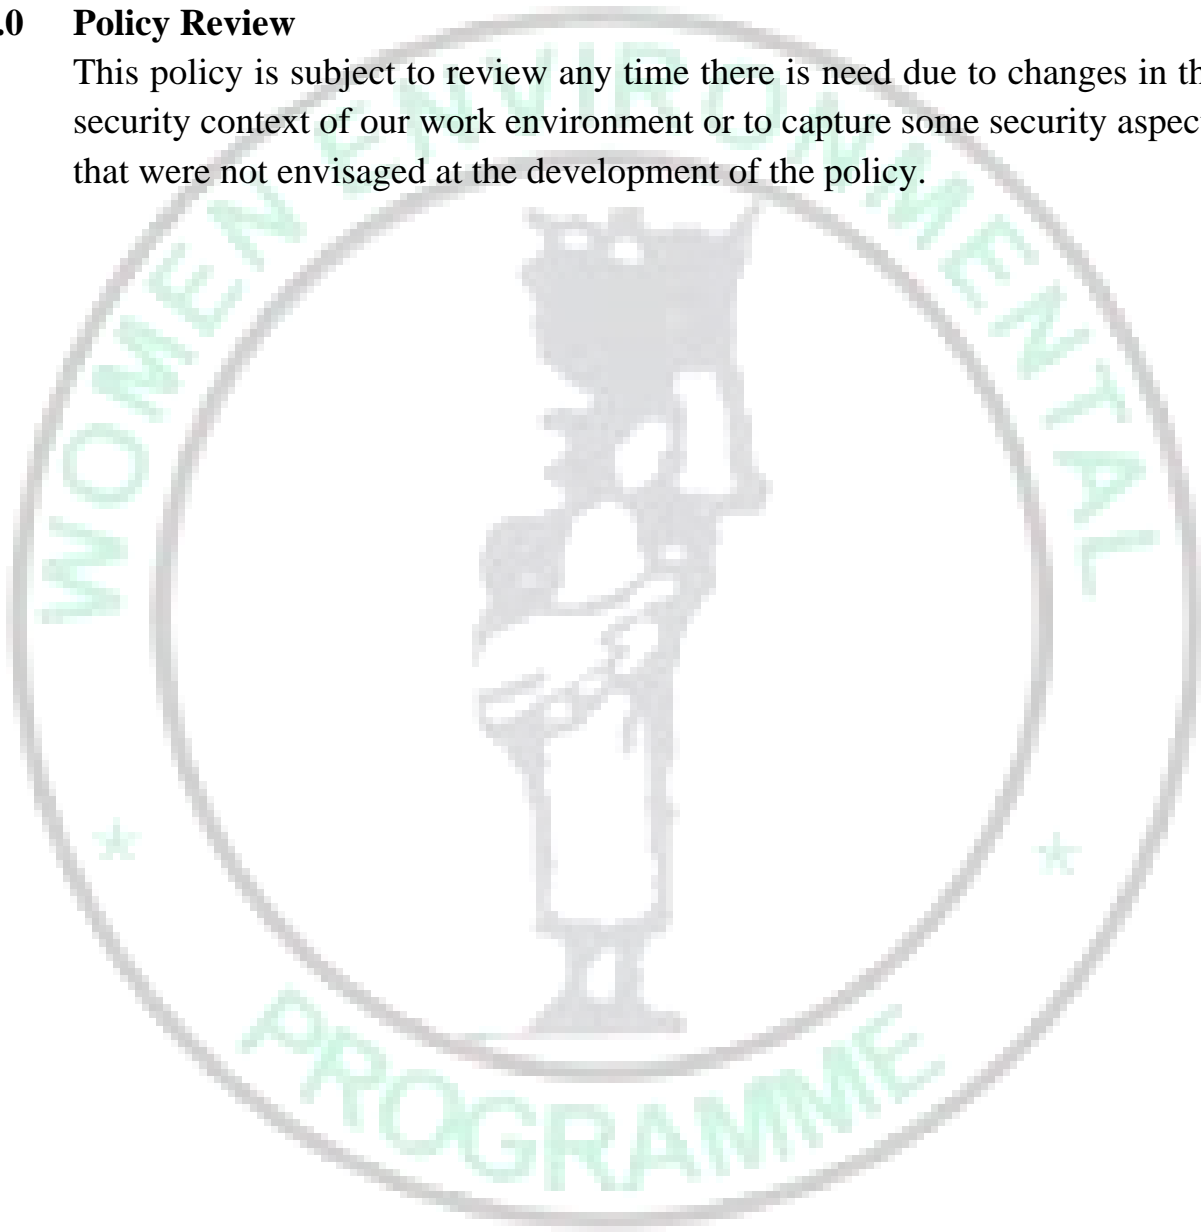 .0 Policy Review
This policy is subject to review any time there is need due to changes in th
security context of our work environment or to capture some security aspec
that were not envisaged at the development of the policy.
WOMEN ENVIRONMENTAL
PROGRAMME